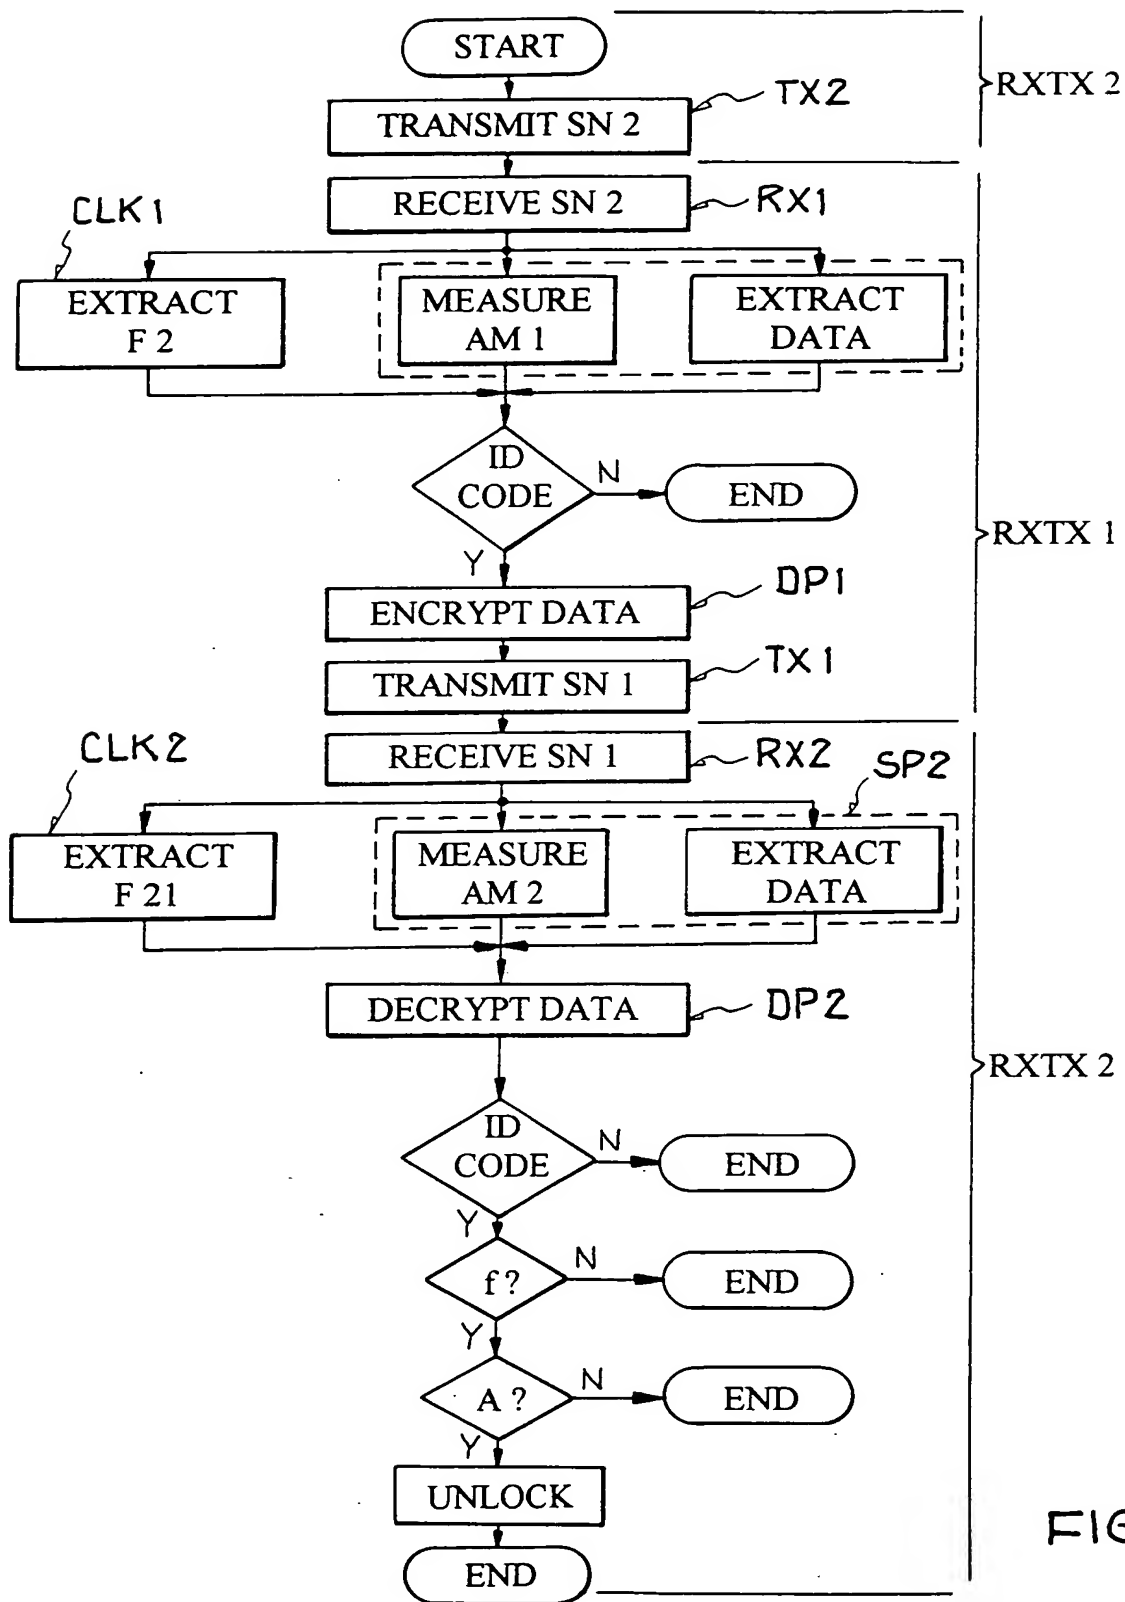 START
TX2
RXTX 2
TRANSMIT SN 2
RECEIVE SN 2
RX1
CLK1
EXTRACT
F 2
MEASURE
AM 1
EXTRACT
DATA
ID
CODE
N
END
RXTX 1
Y
DP1
ENCRYPT DATA
TX 1
TRANSMIT SN 1
RECEIVE SN 1
RX2
CLK2
SP2
EXTRACT
F 21
MEASURE
AM 2
EXTRACT
DATA
DECRYPT DATA
DP2
RXTX 2
ID
CODE
N
END
Y
f ?
N
END
Y
A ?
N
END
Y
UNLOCK
END